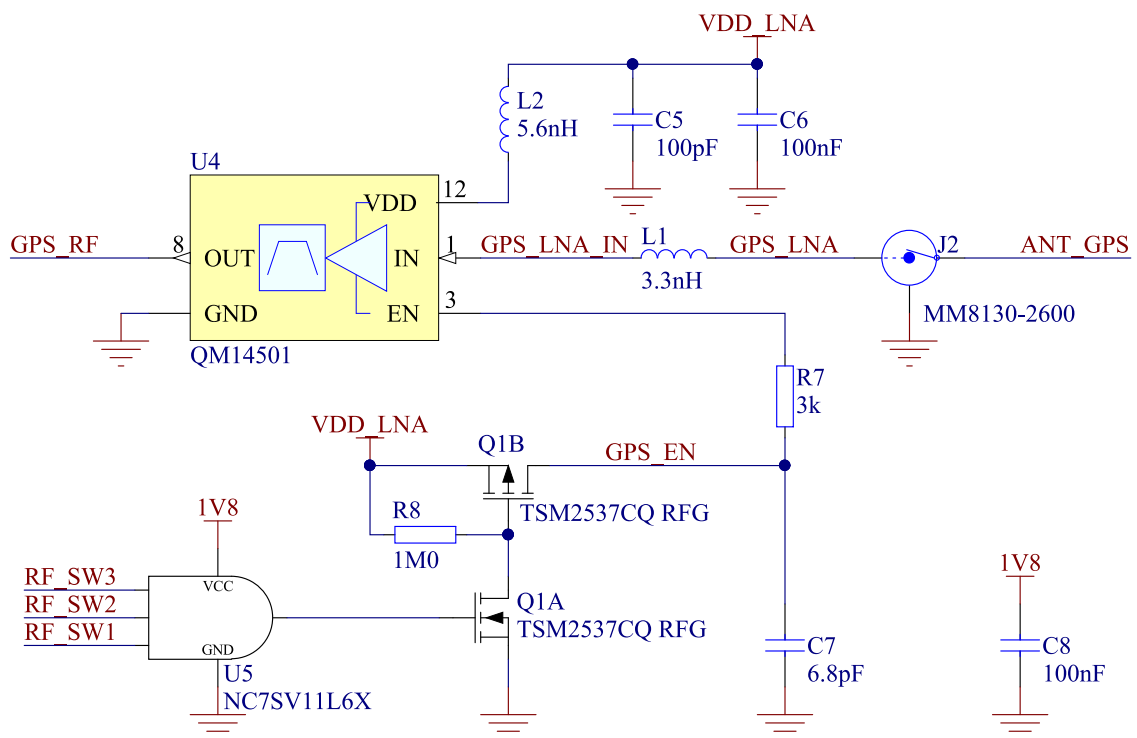 VDD_LNA
L2
5.6nH
C5
100pF
C6
100nF
U4
12
VDD
GPS_RF
8
OUT
IN
1
GPS_LNA_IN
L1
3.3nH
GPS_LNA
J2
ANT_GPS
MM8130-2600
GND
EN
3
QM14501
R7
3k
VDD_LNA
Q1B
GPS_EN
TSM2537CQ RFG
R8
1M0
1V8
VCC
RF_SW3
RF_SW2
RF_SW1
GND
U5
NC7SV11L6X
Q1A
TSM2537CQ RFG
C7
6.8pF
1V8
C8
100nF